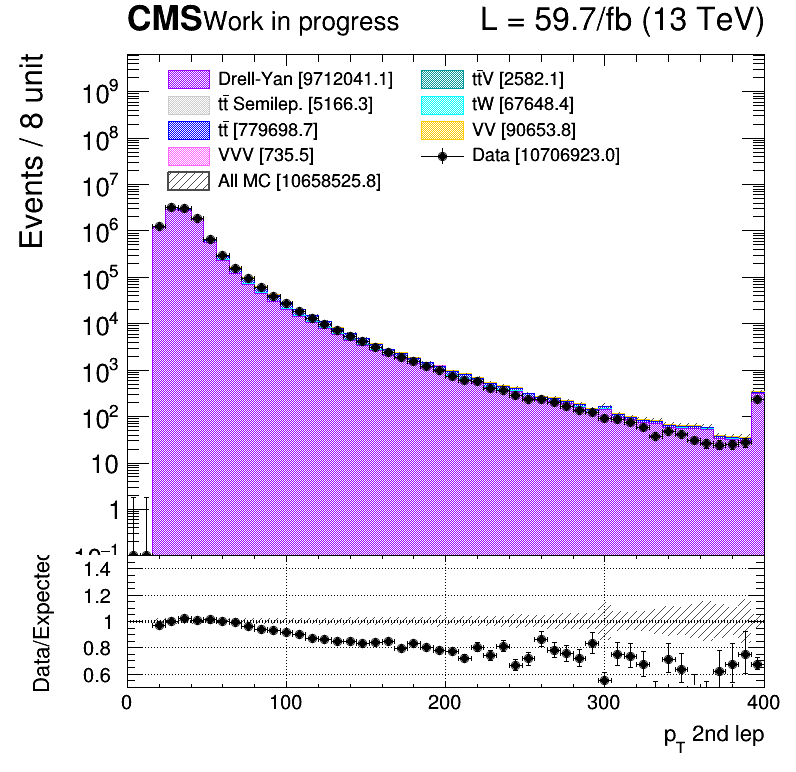 CMS Work in progress L = 59.7/fb (13 TeV)
Events / 8 unit
Drell-Yan [9712041.1]
tt̄ Semilep. [5166.3]
tt̄ [779698.7]
VVV [735.5]
All MC [10658525.8]
tt̄V [2582.1]
tW [67648.4]
VV [90653.8]
Data [10706923.0]
10⁹
10⁸
10⁷
10⁶
10⁵
10⁴
10³
10²
10
1
10⁻¹
Data/Expected
1.4
1.2
1
0.8
0.6
0 100 200 300 400
p_T 2nd lep